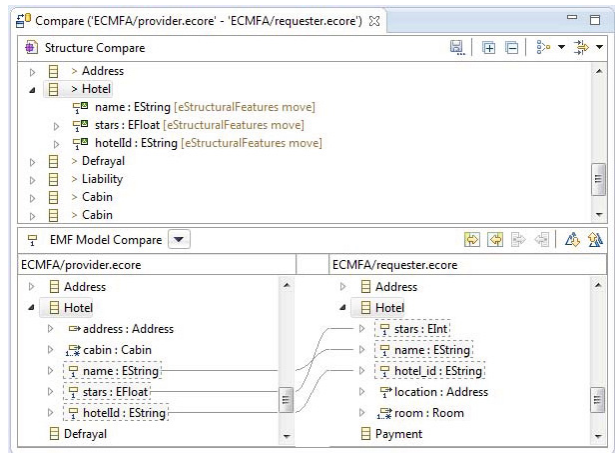 Compare ('ECMFA/provider.ecore' - 'ECMFA/requester.ecore')
Structure Compare
> Address
> Hotel
name : EString [eStructuralFeatures move]
stars : EFloat [eStructuralFeatures move]
hotelId : EString [eStructuralFeatures move]
> Defrayal
> Liability
> Cabin
> Cabin
EMF Model Compare
ECMFA/provider.ecore
ECMFA/requester.ecore
Address
Address
Hotel
Hotel
address : Address
stars : EInt
cabin : Cabin
name : EString
name : EString
hotel_id : EString
stars : EFloat
location : Address
hotelId : EString
room : Room
Defrayal
Payment